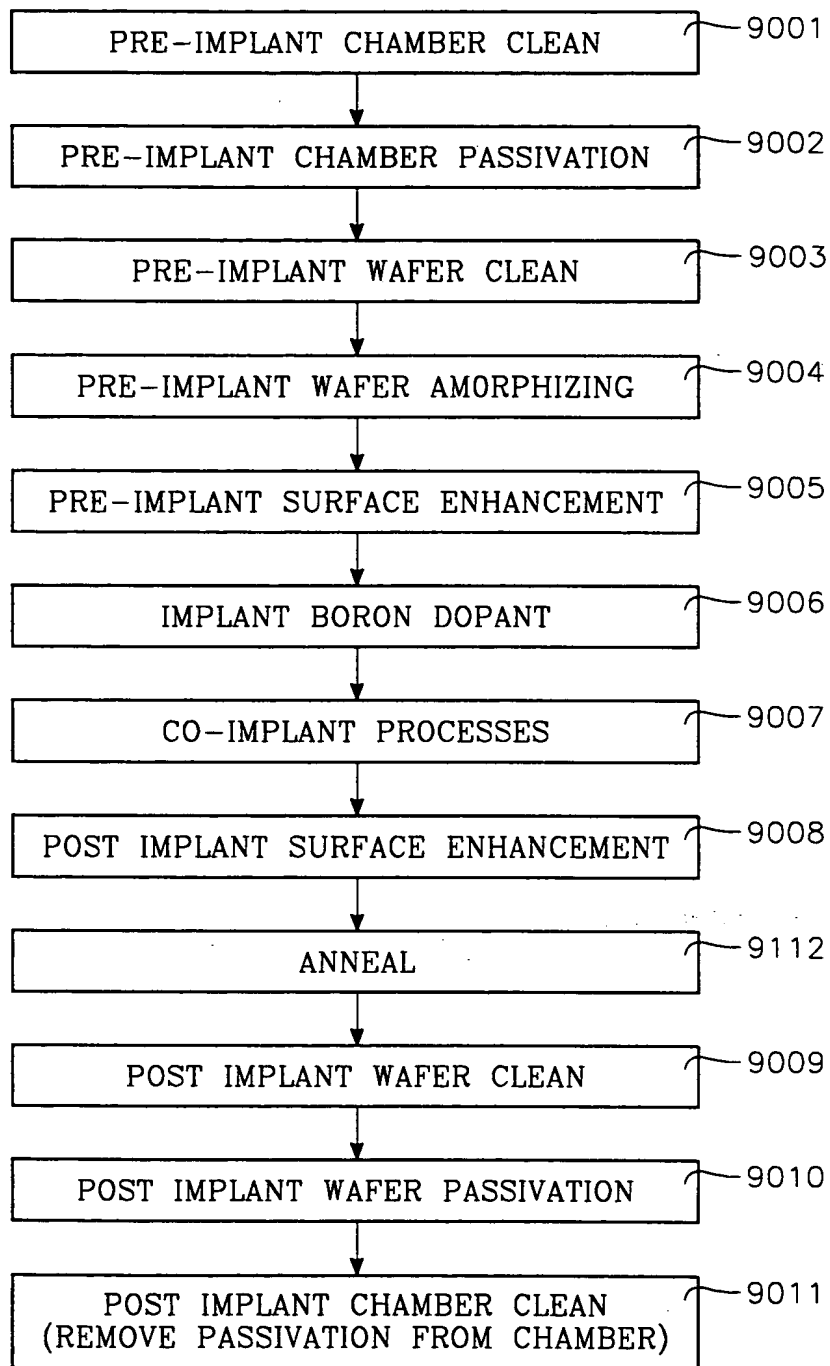 PRE-IMPLANT CHAMBER CLEAN 9001
PRE-IMPLANT CHAMBER PASSIVATION 9002
PRE-IMPLANT WAFER CLEAN 9003
PRE-IMPLANT WAFER AMORPHIZING 9004
PRE-IMPLANT SURFACE ENHANCEMENT 9005
IMPLANT BORON DOPANT 9006
CO-IMPLANT PROCESSES 9007
POST IMPLANT SURFACE ENHANCEMENT 9008
ANNEAL 9112
POST IMPLANT WAFER CLEAN 9009
POST IMPLANT WAFER PASSIVATION 9010
POST IMPLANT CHAMBER CLEAN 9011
(REMOVE PASSIVATION FROM CHAMBER)